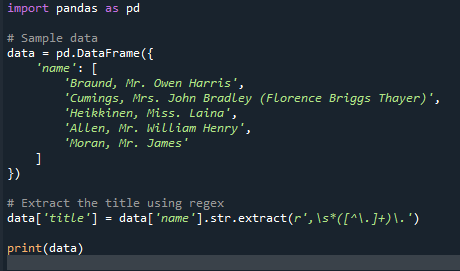 import pandas as pd
# Sample data
data = pd.DataFrame({
    'name': [
        'Braund, Mr. Owen Harris',
        'Cumings, Mrs. John Bradley (Florence Briggs Thayer)',
        'Heikkinen, Miss. Laina',
        'Allen, Mr. William Henry',
        'Moran, Mr. James'
    ]
})
# Extract the title using regex
data['title'] = data['name'].str.extract(r',\s*([^\.]+)\.')
print(data)